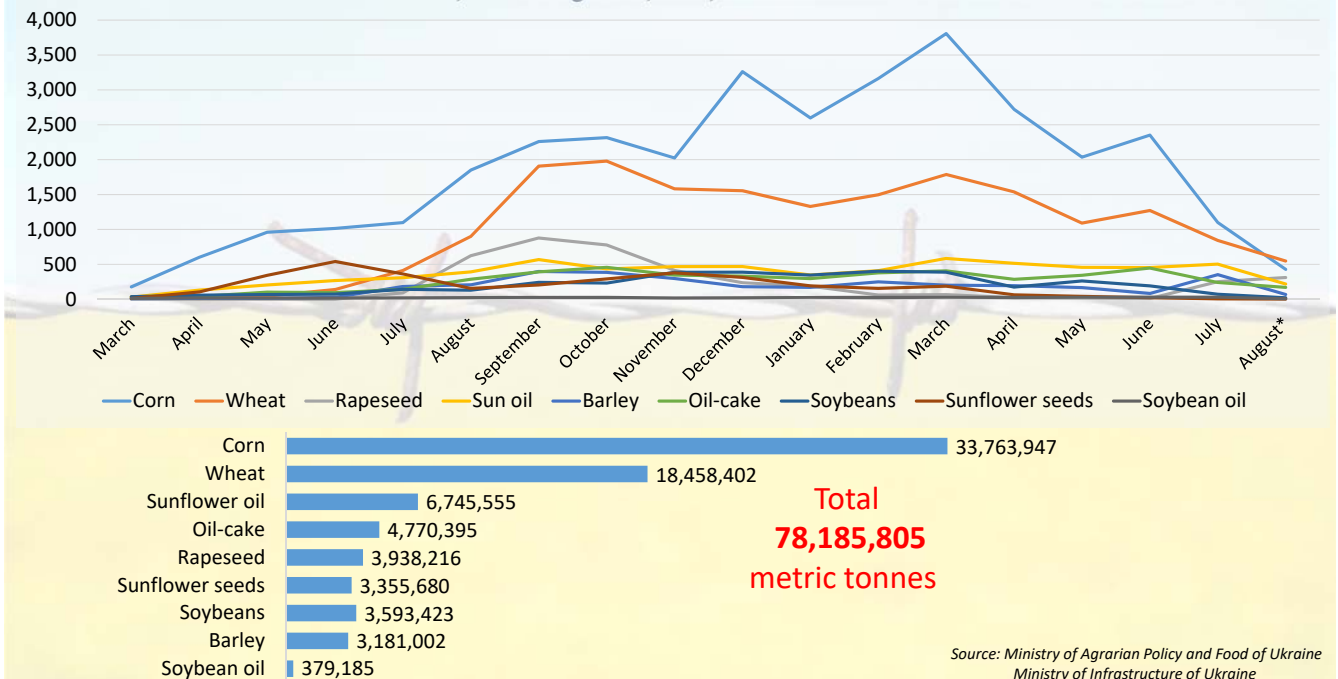 4,000
3,500
3,000
2,500
2,000
1,500
1,000
500
0
March April May June July August September October November December January February March April May June July August*
Corn Wheat Rapeseed Sun oil Barley Oil-cake Soybeans Sunflower seeds Soybean oil
Corn 33,763,947
Wheat 18,458,402
Sunflower oil 6,745,555
Oil-cake 4,770,395
Rapeseed 3,938,216
Sunflower seeds 3,355,680
Soybeans 3,593,423
Barley 3,181,002
Soybean oil 379,185
Total
78,185,805
metric tonnes
Source: Ministry of Agrarian Policy and Food of Ukraine
Ministry of Infrastructure of Ukraine